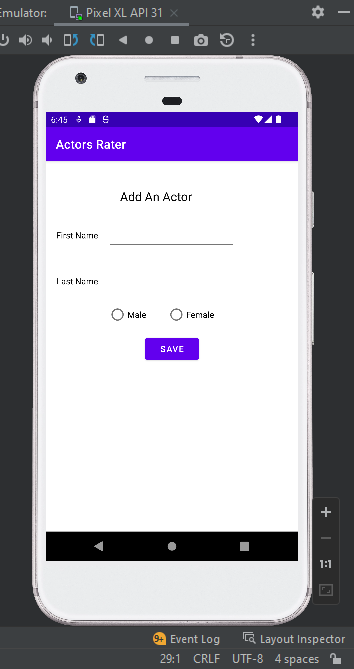 Emulator: Pixel XL API 31
6:45
Actors Rater
Add An Actor
First Name
Last Name
Male Female
SAVE
1:1
9+ Event Log Layout Inspector
29:1 CRLF UTF-8 4 spaces